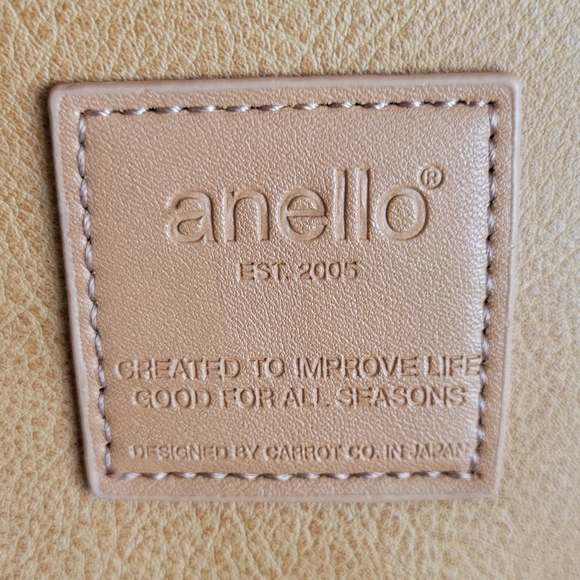 anello®
EST. 2005
CREATED TO IMPROVE LIFE
GOOD FOR ALL SEASONS
DESIGNED BY CARROT CO. IN JAPAN